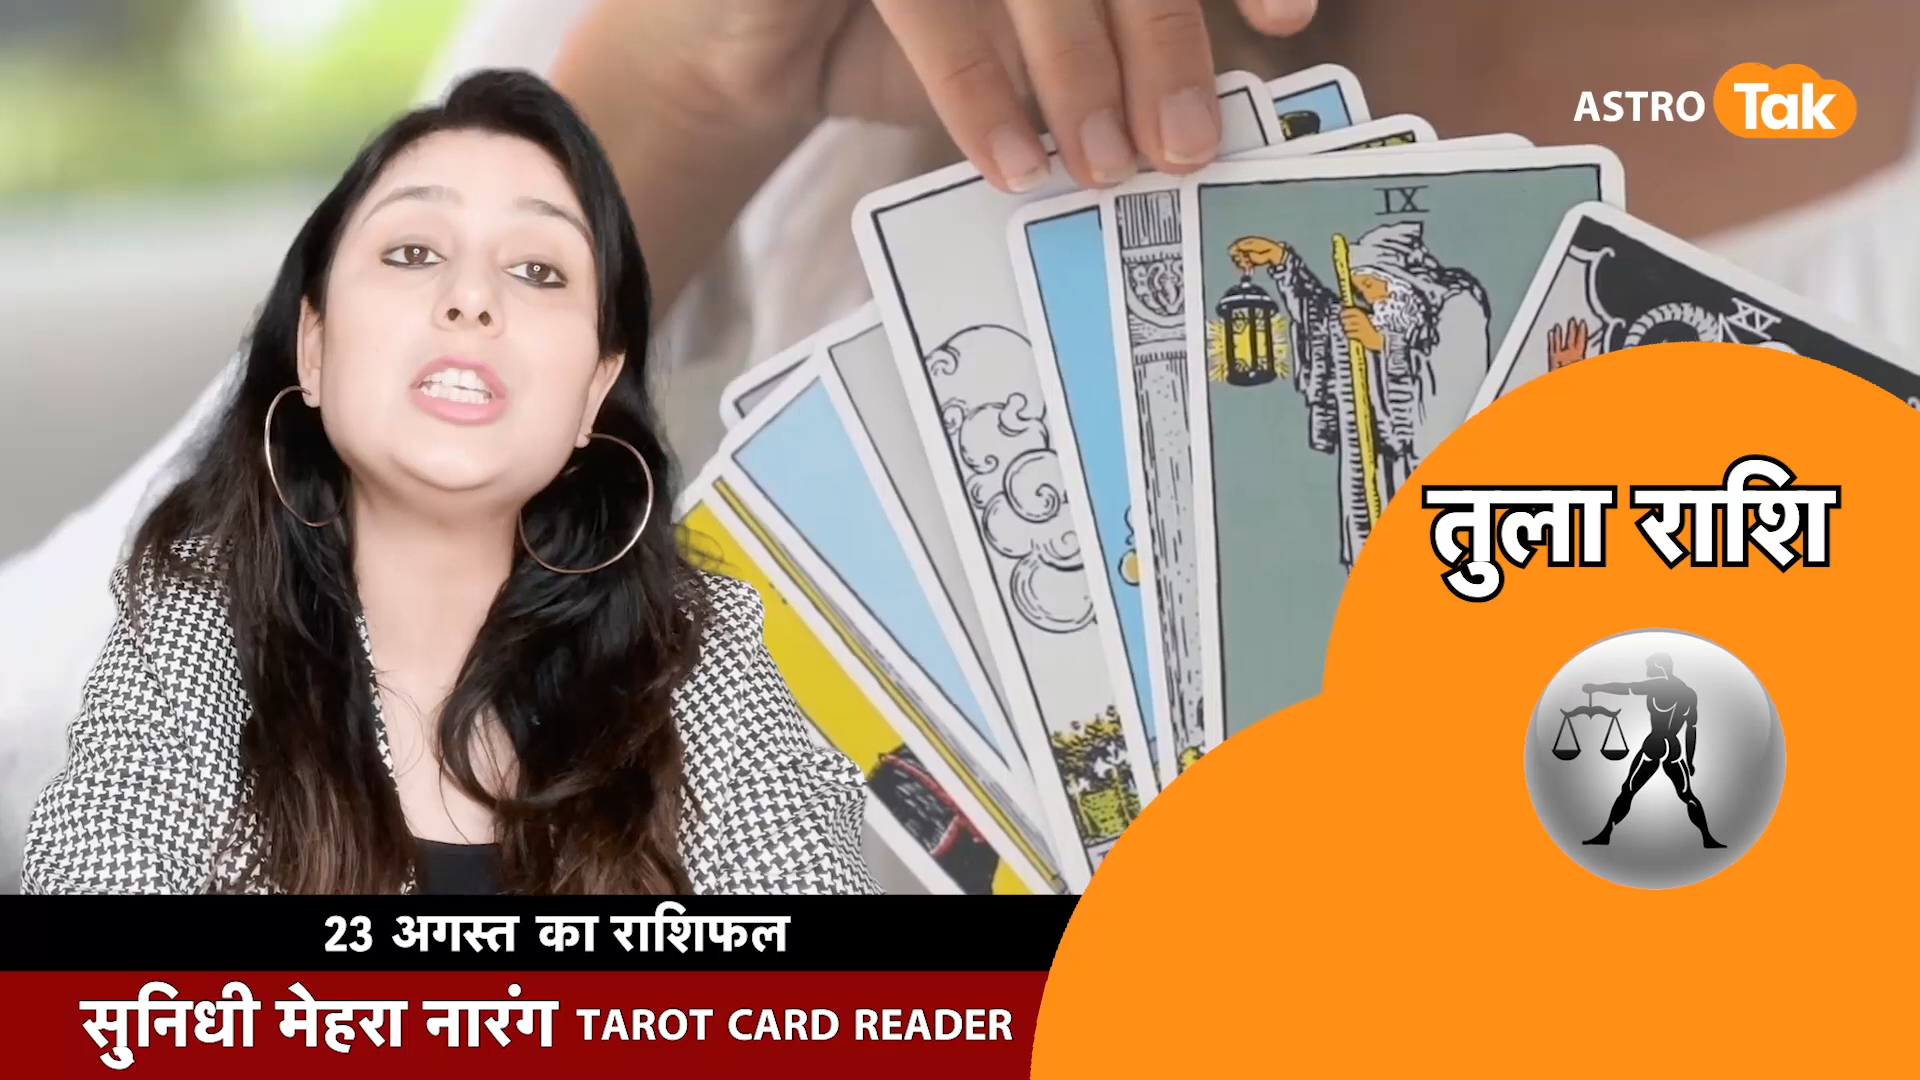 ASTRO Tak
IX
तुला राशि
23 अगस्त का राशिफल
सुनिधी मेहरा नारंग TAROT CARD READER